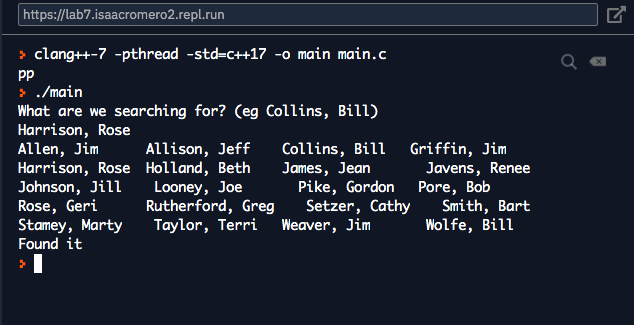 https://lab7.isaacromero2.repl.run
> clang++-7 -pthread -std=c++17 -o main main.c
pp
> ./main
What are we searching for? (eg Collins, Bill)
Harrison, Rose
Allen, Jim      Allison, Jeff    Collins, Bill   Griffin, Jim
Harrison, Rose  Holland, Beth    James, Jean       Javens, Renee
Johnson, Jill    Looney, Joe       Pike, Gordon   Pore, Bob
Rose, Geri      Rutherford, Greg    Setzer, Cathy    Smith, Bart
Stamey, Marty    Taylor, Terri   Weaver, Jim       Wolfe, Bill
Found it
>